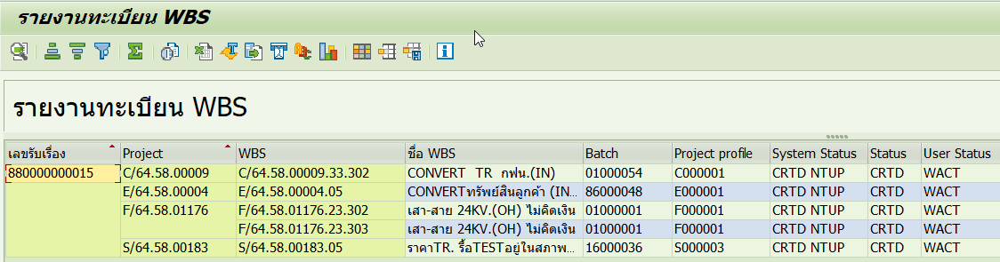 รายงานทะเบียน WBS
รายงานทะเบียน WBS
เลขรับเรื่อง Project WBS ชื่อ WBS Batch Project profile System Status Status User Status
880000000015 C/64.58.00009 C/64.58.00009.33.302 CONVERT TR กฟน.(IN) 01000054 C000001 CRTD NTUP CRTD WACT
E/64.58.00004 E/64.58.00004.05 CONVERTทรัพย์สินลูกค้า (IN... 86000048 E000001 CRTD NTUP CRTD WACT
F/64.58.01176 F/64.58.01176.23.302 เสา-สาย 24KV.(OH) ไม่คิดเงิน 01000001 F000001 CRTD NTUP CRTD WACT
F/64.58.01176.23.303 เสา-สาย 24KV.(OH) ไม่คิดเงิน 01000001 F000001 CRTD NTUP CRTD WACT
S/64.58.00183 S/64.58.00183.05 ราคาTR. รื้อTESTอยู่ในสภาพ... 16000036 S000003 CRTD NTUP CRTD WACT